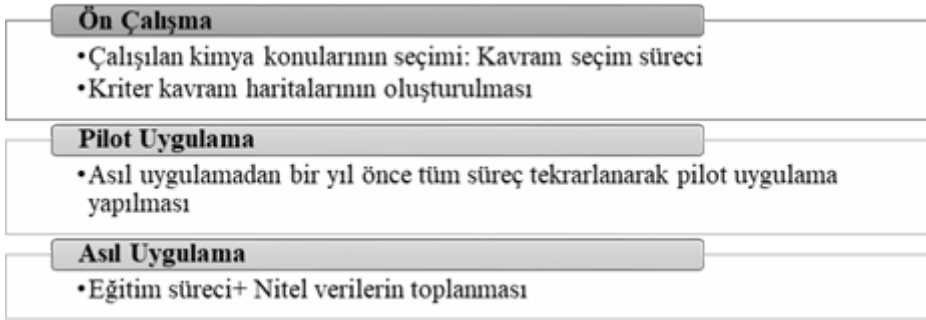 Ön Çalışma
•Çalışılan kimya konularının seçimi: Kavram seçim süreci
•Kriter kavram haritalarının oluşturulması
Pilot Uygulama
•Asıl uygulamadan bir yıl önce tüm süreç tekrarlanarak pilot uygulama
yapılması
Asıl Uygulama
•Eğitim süreci+ Nitel verilerin toplanması